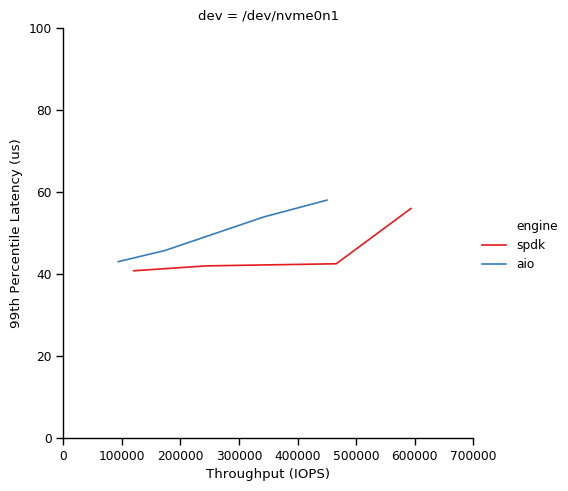 dev = /dev/nvme0n1
100
80
60
40
20
0
99th Percentile Latency (us)
0 100000 200000 300000 400000 500000 600000 700000
Throughput (IOPS)
engine
spdk
aio